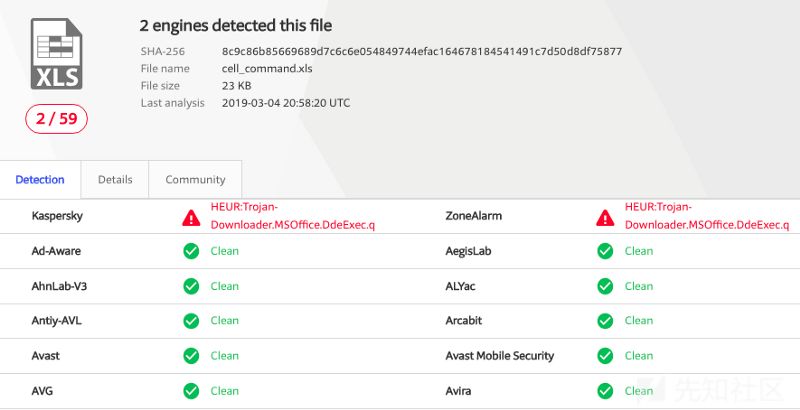 2 engines detected this file
XLS
SHA-256 8c9c86b85669689d7c6c6e054849744efac164678184541491c7d50d8df75877
File name cell_command.xls
File size 23 KB
Last analysis 2019-03-04 20:58:20 UTC
2 / 59
Detection Details Community
Kaspersky HEUR:Trojan-Downloader.MSOffice.DdeExec.q ZoneAlarm HEUR:Trojan-Downloader.MSOffice.DdeExec.q
Ad-Aware Clean AegisLab Clean
AhnLab-V3 Clean ALYac Clean
Antiy-AVL Clean Arcabit Clean
Avast Clean Avast Mobile Security Clean
AVG Clean Avira Clean
先知社区